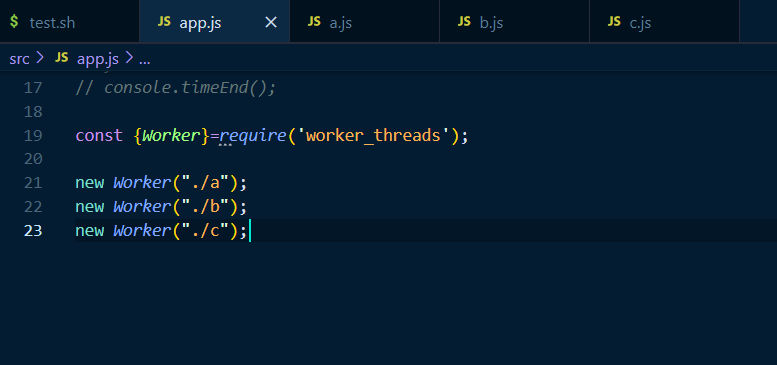 $ test.sh JS app.js × JS a.js JS b.js JS c.js
src > JS app.js > ...
17 // console.timeEnd();
18
19 const {Worker}=require('worker_threads');
20
21 new Worker("./a");
22 new Worker("./b");
23 new Worker("./c");